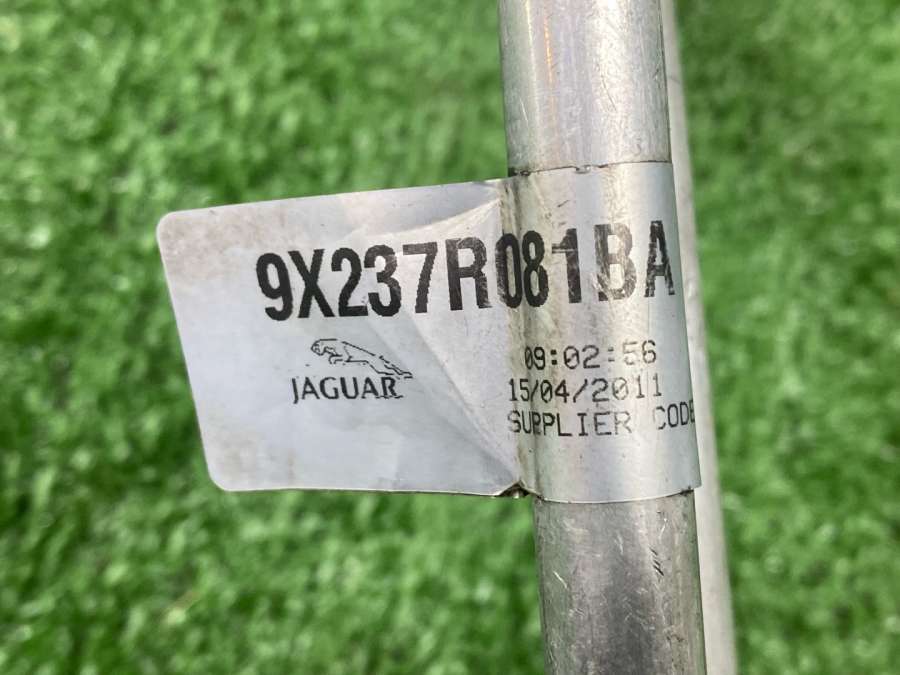 9X237R081BA
JAGUAR
09:02:56
15/04/2011
SUPPLIER CODE